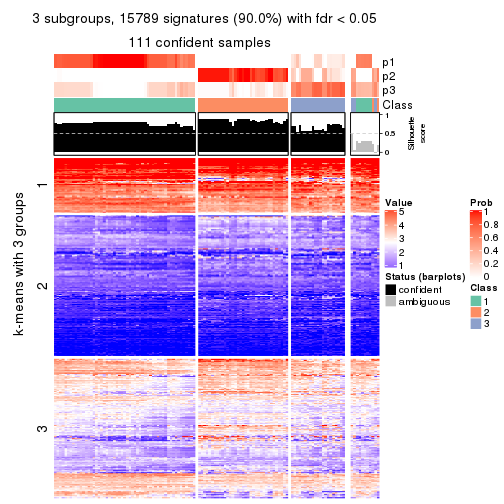 3 subgroups, 15789 signatures (90.0%) with fdr < 0.05
111 confident samples
p1
p2
p3
Class
1
0.5
0
Silhouette
score
k-means with 3 groups
1
2
3
Value
5
4
3
2
1
Status (barplots)
confident
ambiguous
Prob
1
0.8
0.6
0.4
0.2
0
Class
1
2
3